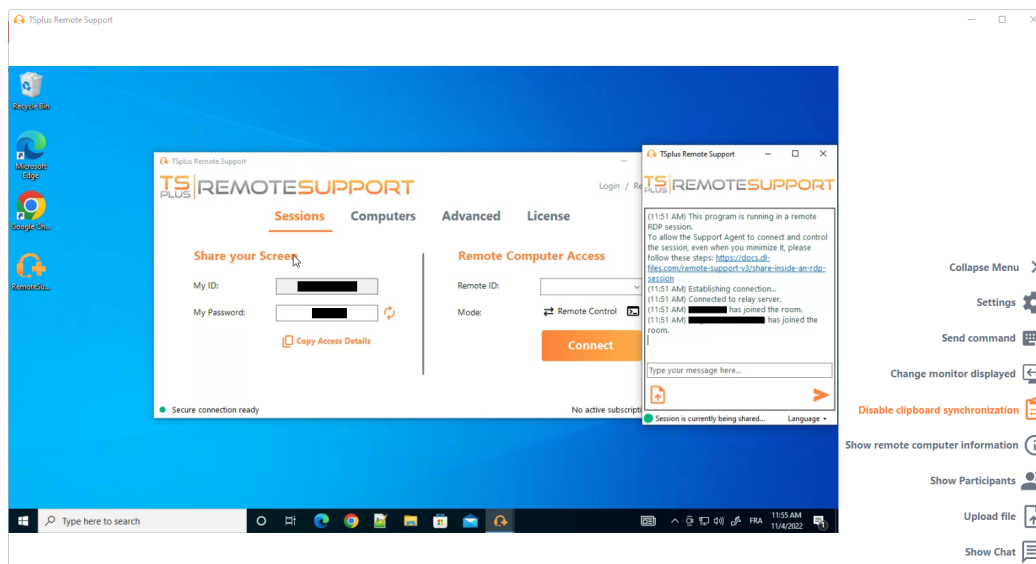 TSplus Remote Support
Recycle Bin
Microsoft
Edge
Google Ch...
RemoteSu...
TSplus Remote Support
TS PLUS REMOTESUPPORT
Login / Re
Sessions Computers Advanced License
Share your Screen
My ID:
My Password:
Copy Access Details
Remote Computer Access
Remote ID:
Mode: Remote Control
Connect
Secure connection ready
No active subscripti
TSplus Remote Support
TS PLUS REMOTESUPPORT
(11:51 AM) This program is running in a remote
RDP session.
To allow the Support Agent to connect and control
the session, even when you minimize it, please
follow these steps: https://docs.dl-
files.com/remote-support-v3/share-inside-an-rdp-
session
(11:51 AM) Establishing connection...
(11:51 AM) Connected to relay server.
(11:51 AM) has joined the room.
(11:51 AM) has joined the
room.
Type your message here...
Session is currently being shared... Language
Collapse Menu
Settings
Send command
Change monitor displayed
Disable clipboard synchronization
Show remote computer information
Show Participants
Upload file
Show Chat
Type here to search
FRA
11:55 AM
11/4/2022
1